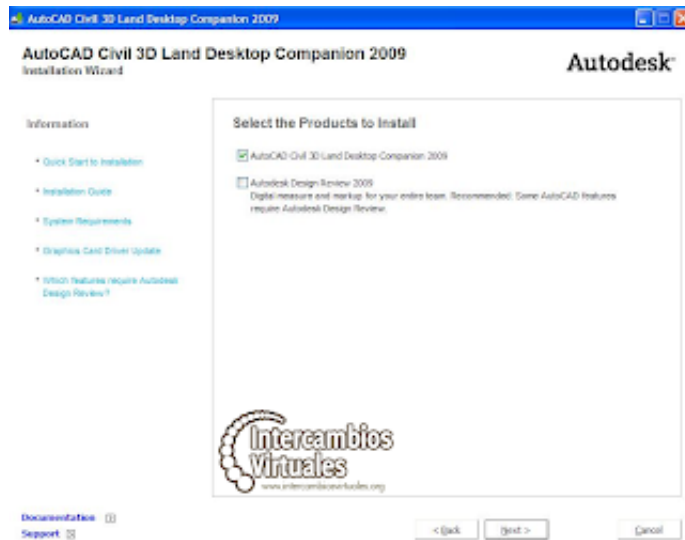 AutoCAD Civil 3D Land Desktop Companion 2009
AutoCAD Civil 3D Land Desktop Companion 2009
Installation Wizard
Autodesk
Information
Quick Start to Installation
Installation Guide
System Requirements
Graphics Card Driver Update
Which features require Autodesk
Design Review?
Select the Products to Install
AutoCAD Civil 3D Land Desktop Companion 2009
Autodesk Design Review 2009
Digital measure and markup for your entire team. Recommended. Some AutoCAD features
require Autodesk Design Review.
Intercambios
Virtuales
www.intercambiosvirtuales.org
Documentation
Support
< Back
Next >
Cancel